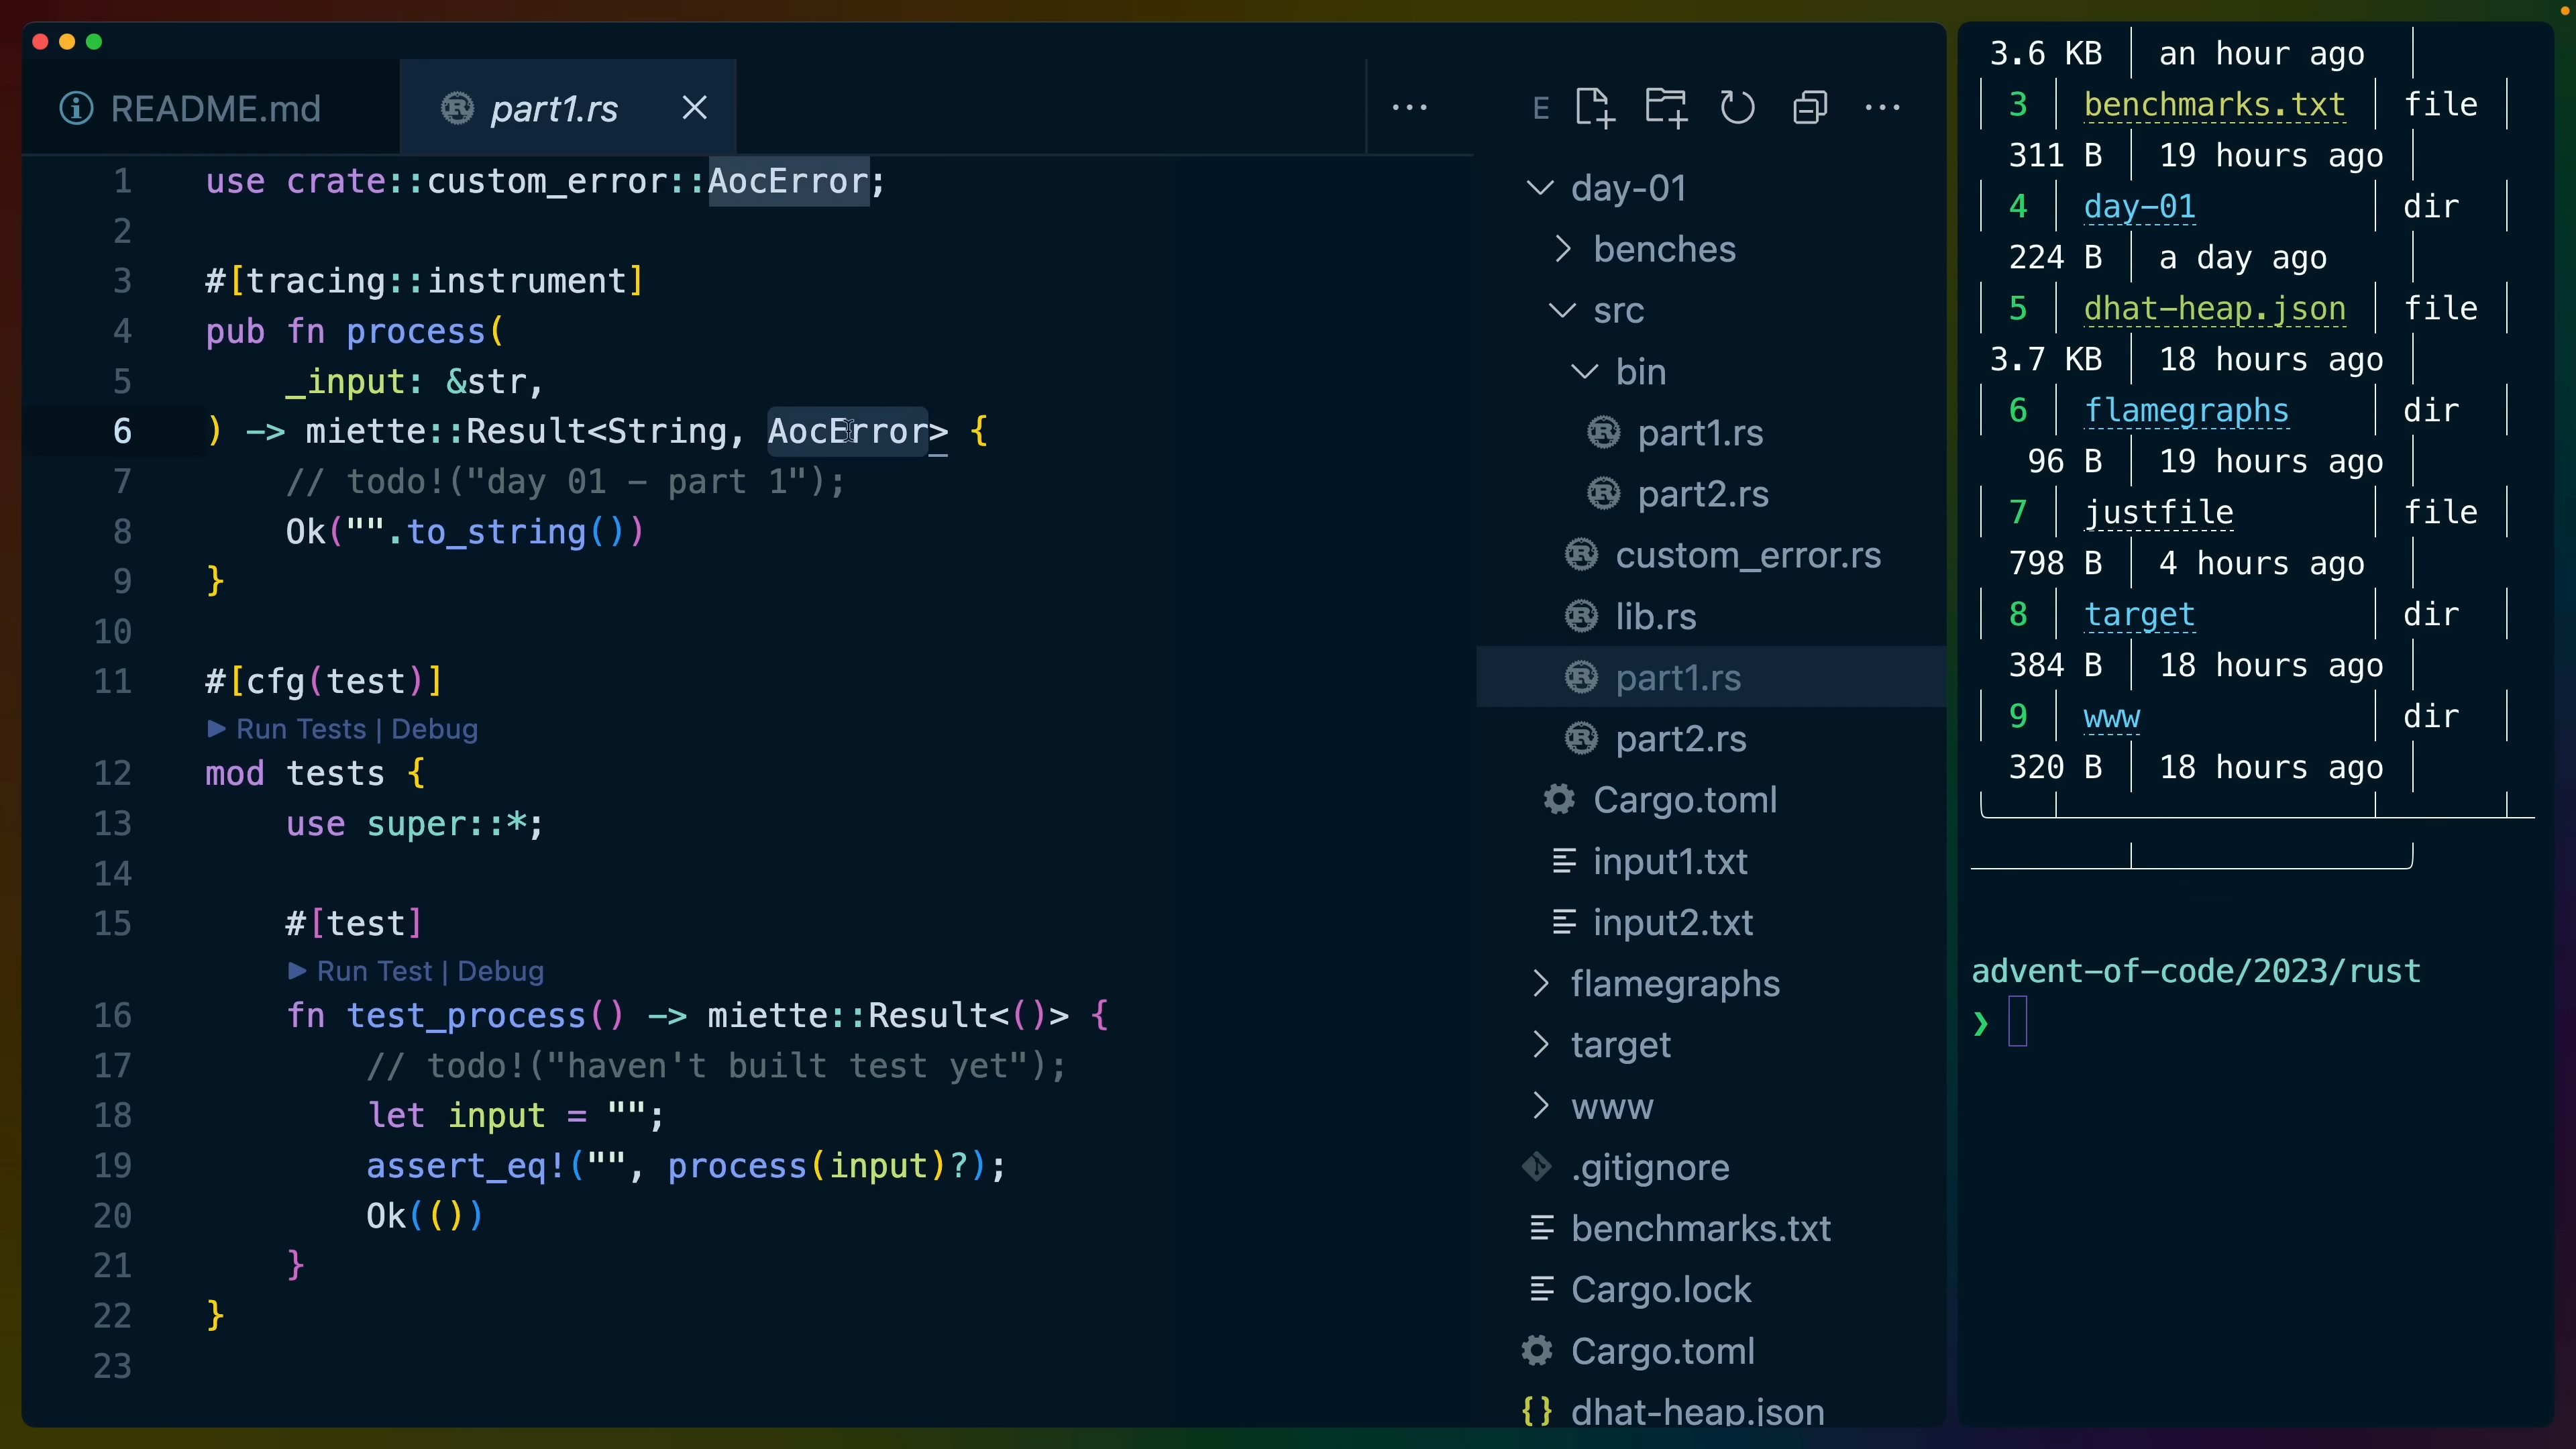 README.md
part1.rs
1 use crate::custom_error::AocError;
2
3 #[tracing::instrument]
4 pub fn process(
5     _input: &str,
6 ) -> miette::Result<String, AocError> {
7     // todo!("day 01 - part 1");
8     Ok("".to_string())
9 }
10
11 #[cfg(test)]
▶ Run Tests | Debug
12 mod tests {
13     use super::*;
14
15     #[test]
▶ Run Test | Debug
16     fn test_process() -> miette::Result<()> {
17         // todo!("haven't built test yet");
18         let input = "";
19         assert_eq!("", process(input)?);
20         Ok(())
21     }
22 }
23
E
day-01
benches
src
bin
part1.rs
part2.rs
custom_error.rs
lib.rs
part1.rs
part2.rs
Cargo.toml
input1.txt
input2.txt
flamegraphs
target
www
.gitignore
benchmarks.txt
Cargo.lock
Cargo.toml
dhat-heap.json
3.6 KB │ an hour ago │
│ 3 │ benchmarks.txt │ file │
311 B │ 19 hours ago │
│ 4 │ day-01 │ dir │
224 B │ a day ago │
│ 5 │ dhat-heap.json │ file │
3.7 KB │ 18 hours ago │
│ 6 │ flamegraphs │ dir │
96 B │ 19 hours ago │
│ 7 │ justfile │ file │
798 B │ 4 hours ago │
│ 8 │ target │ dir │
384 B │ 18 hours ago │
│ 9 │ www │ dir │
320 B │ 18 hours ago │
advent-of-code/2023/rust
❯